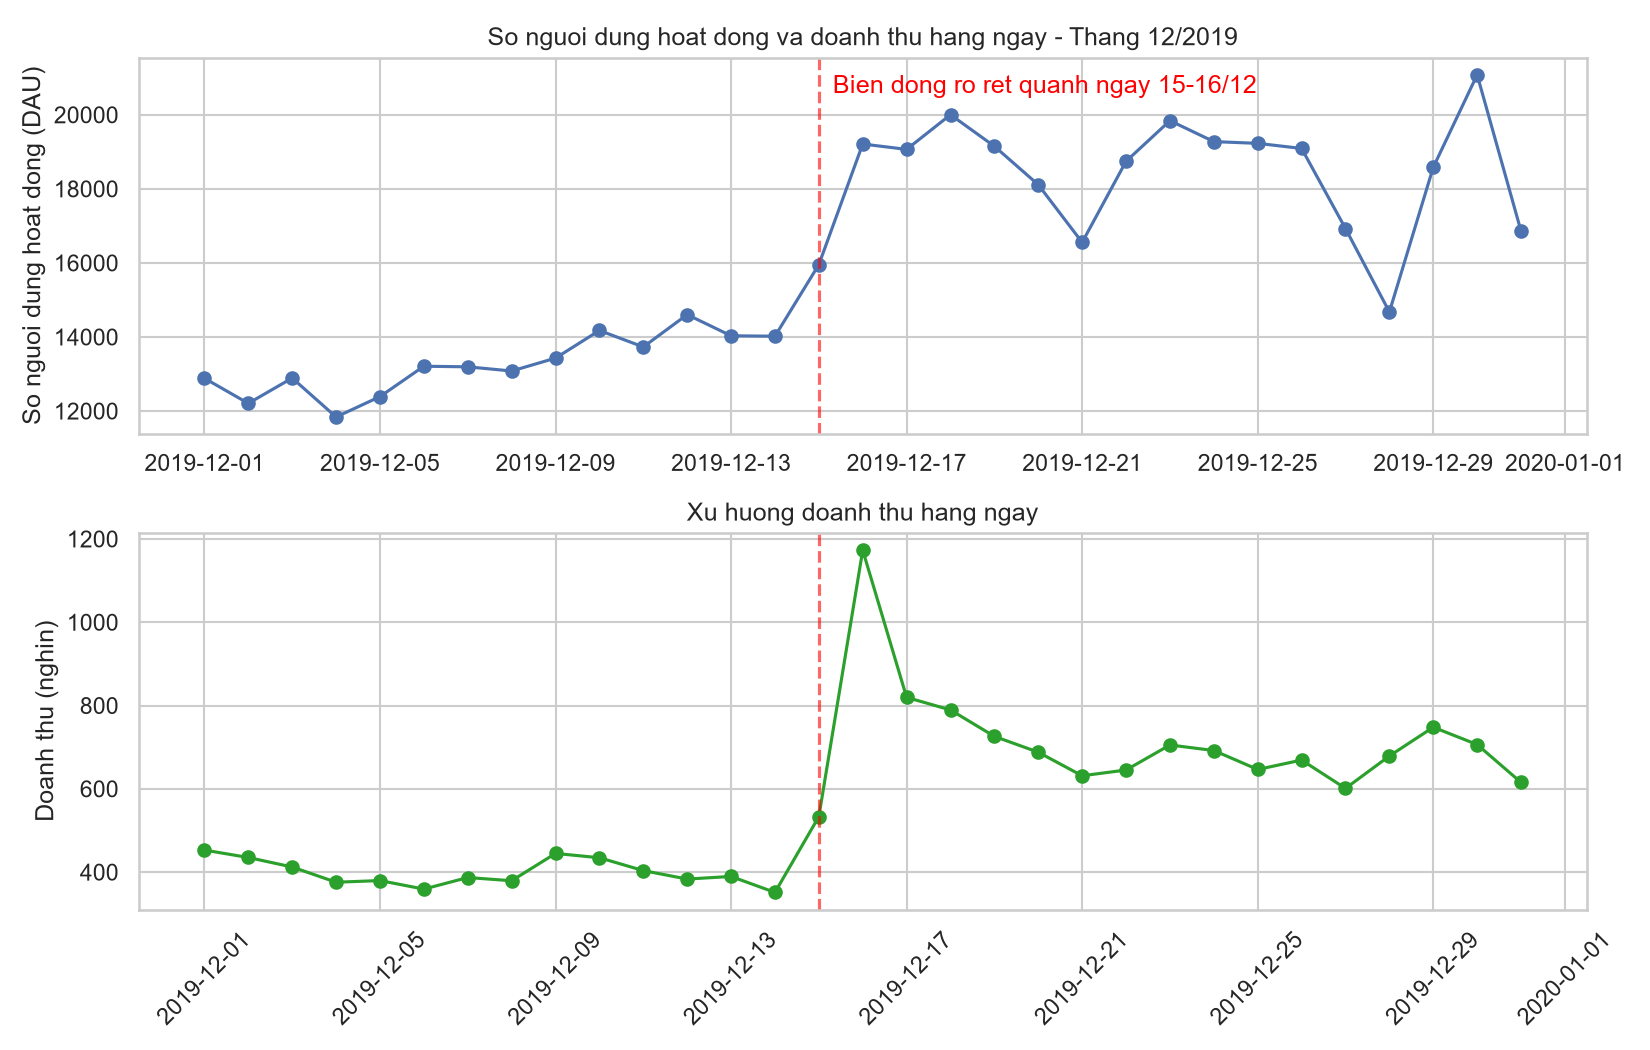 So nguoi dung hoat dong va doanh thu hang ngay - Thang 12/2019
Bien dong ro ret quanh ngay 15-16/12
So nguoi dung hoat dong (DAU)
20000
18000
16000
14000
12000
2019-12-01 2019-12-05 2019-12-09 2019-12-13 2019-12-17 2019-12-21 2019-12-25 2019-12-29 2020-01-01
Xu huong doanh thu hang ngay
Doanh thu (nghin)
1200
1000
800
600
400
2019-12-01 2019-12-05 2019-12-09 2019-12-13 2019-12-17 2019-12-21 2019-12-25 2019-12-29 2020-01-01